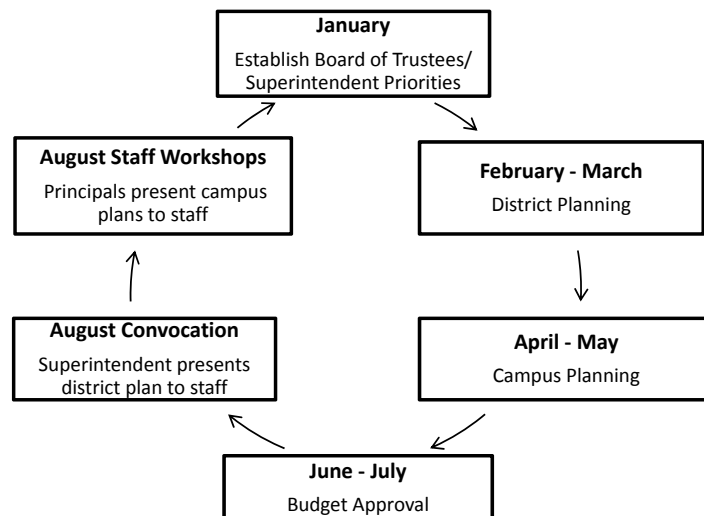 January
Establish Board of Trustees/
Superintendent Priorities
February - March
District Planning
April - May
Campus Planning
June - July
Budget Approval
August Convocation
Superintendent presents
district plan to staff
August Staff Workshops
Principals present campus
plans to staff